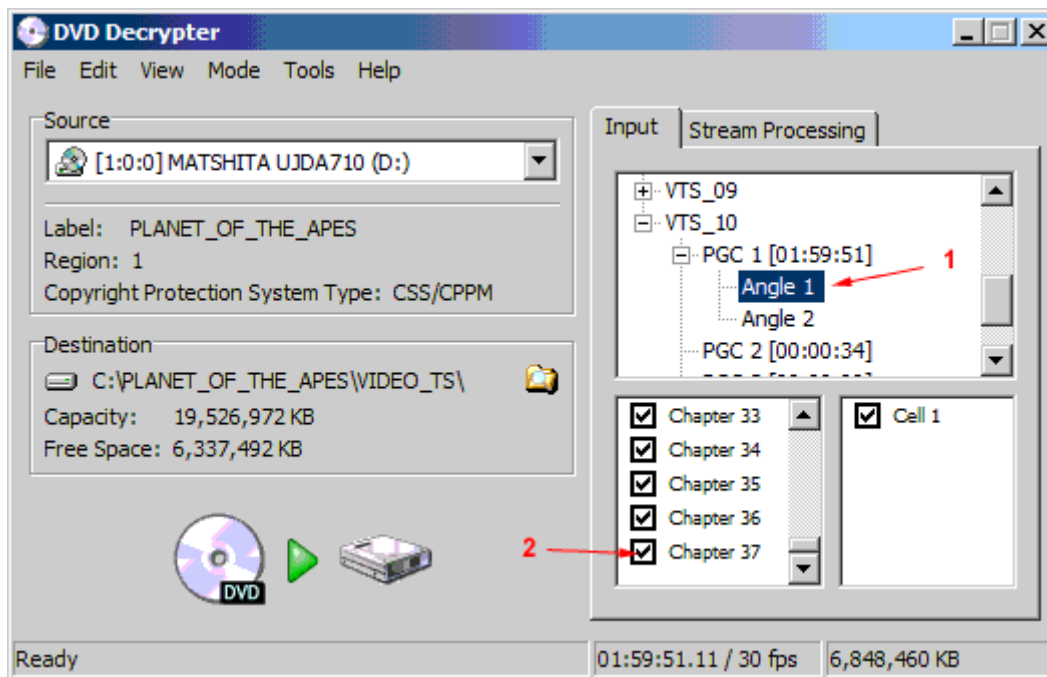 DVD Decrypter
File Edit View Mode Tools Help
Source
[1:0:0] MATSHITA UJDA710 (D:)
Label: PLANET_OF_THE_APES
Region: 1
Copyright Protection System Type: CSS/CPPM
Destination
C:\PLANET_OF_THE_APES\VIDEO_TS\
Capacity: 19,526,972 KB
Free Space: 6,337,492 KB
DVD
Input Stream Processing
VTS_09
VTS_10
PGC 1 [01:59:51] 1
Angle 1
Angle 2
PGC 2 [00:00:34]
Chapter 33
Chapter 34
Chapter 35
Chapter 36
2 Chapter 37
Cell 1
Ready 01:59:51.11 / 30 fps 6,848,460 KB